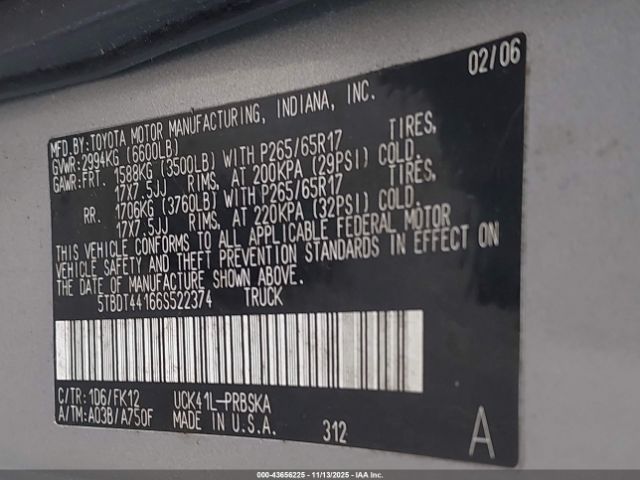 02/06
MFD.BY:TOYOTA MOTOR MANUFACTURING, INDIANA, INC.
GVWR:2994KG (6600LB)
GAWR:FRT. 1588KG (3500LB) WITH P265/65R17 TIRES,
17X7.5JJ RIMS, AT 200KPA (29PSI) COLD.
RR. 1706KG (3760LB) WITH P265/65R17 TIRES,
17X7.5JJ RIMS, AT 220KPA (32PSI) COLD.
THIS VEHICLE CONFORMS TO ALL APPLICABLE FEDERAL MOTOR
VEHICLE SAFETY AND THEFT PREVENTION STANDARDS IN EFFECT ON
THE DATE OF MANUFACTURE SHOWN ABOVE.
5TBDT44166S522374 TRUCK
C/TR:1D6/FK12 UCK41L-PRBSKA
A/TM:A03B/A750F MADE IN U.S.A. 312 A
000-43656225 - 11/13/2025 - IAA Inc.